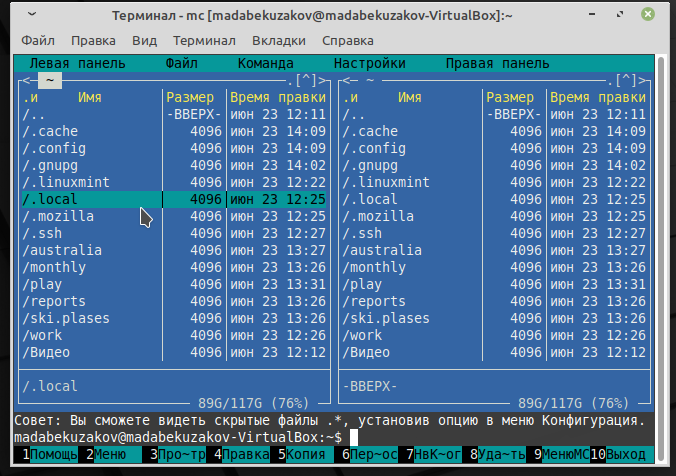 Терминал - mc [madabekuzakov@madabekuzakov-VirtualBox]:~
Файл Правка Вид Терминал Вкладки Справка
Левая панель Файл Команда Настройки Правая панель
<─ ~ ──.[^]> <─ ~ ──.[^]>
.и Имя Размер Время правки .и Имя Размер Время правки
/.. -ВВЕРХ- июн 23 12:11 /.. -ВВЕРХ- июн 23 12:11
/.cache 4096 июн 23 14:09 /.cache 4096 июн 23 14:09
/.config 4096 июн 23 14:09 /.config 4096 июн 23 14:09
/.gnupg 4096 июн 23 14:02 /.gnupg 4096 июн 23 14:02
/.linuxmint 4096 июн 23 12:22 /.linuxmint 4096 июн 23 12:22
/.local 4096 июн 23 12:25 /.local 4096 июн 23 12:25
/.mozilla 4096 июн 23 12:25 /.mozilla 4096 июн 23 12:25
/.ssh 4096 июн 23 12:27 /.ssh 4096 июн 23 12:27
/australia 4096 июн 23 13:27 /australia 4096 июн 23 13:27
/monthly 4096 июн 23 13:26 /monthly 4096 июн 23 13:26
/play 4096 июн 23 13:31 /play 4096 июн 23 13:31
/reports 4096 июн 23 13:26 /reports 4096 июн 23 13:26
/ski.plases 4096 июн 23 13:26 /ski.plases 4096 июн 23 13:26
/work 4096 июн 23 12:26 /work 4096 июн 23 12:26
/Видео 4096 июн 23 12:12 /Видео 4096 июн 23 12:12
/.local -ВВЕРХ-
89G/117G (76%) 89G/117G (76%)
Совет: Вы сможете видеть скрытые файлы .*, установив опцию в меню Конфигурация.
madabekuzakov@madabekuzakov-VirtualBox:~$
1Помощь 2Меню 3Про~тр 4Правка 5Копия 6Пер~ос 7НвК~ог 8Уда~ть 9МенюMC 10Выход